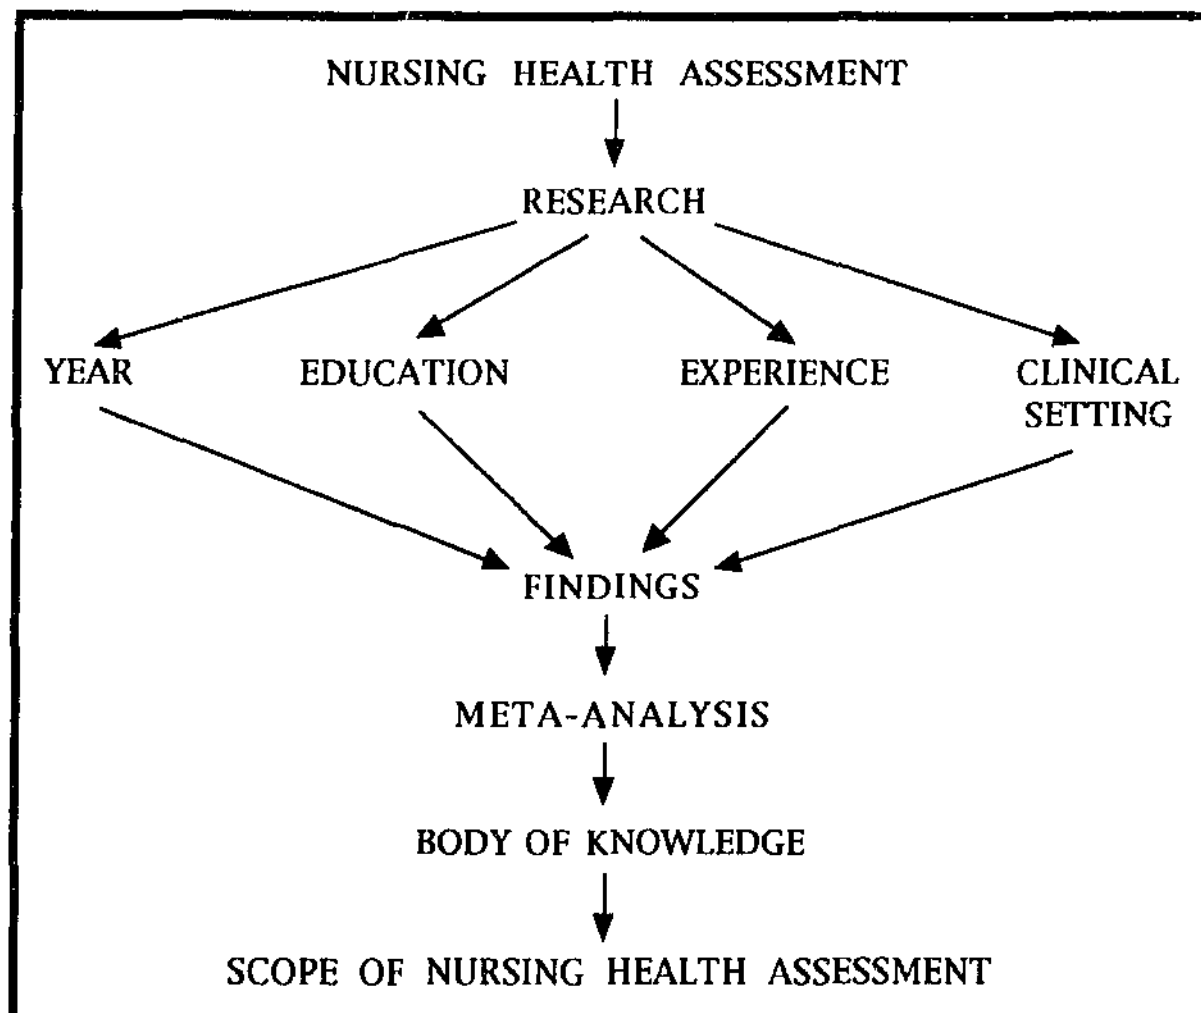 NURSING HEALTH ASSESSMENT
RESEARCH
YEAR
EDUCATION
EXPERIENCE
CLINICAL
SETTING
FINDINGS
META-ANALYSIS
BODY OF KNOWLEDGE
SCOPE OF NURSING HEALTH ASSESSMENT